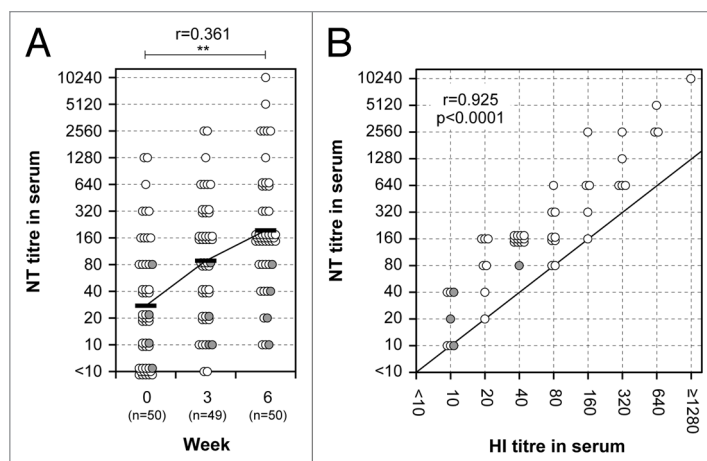 A
r=0.361
**
NT titre in serum
10240
5120
2560
1280
640
320
160
80
40
20
10
<10
0 3 6
(n=50) (n=49) (n=50)
Week
B
r=0.925
p<0.0001
NT titre in serum
10240
5120
2560
1280
640
320
160
80
40
20
10
<10
<10 10 20 40 80 160 320 640 ≥1280
HI titre in serum